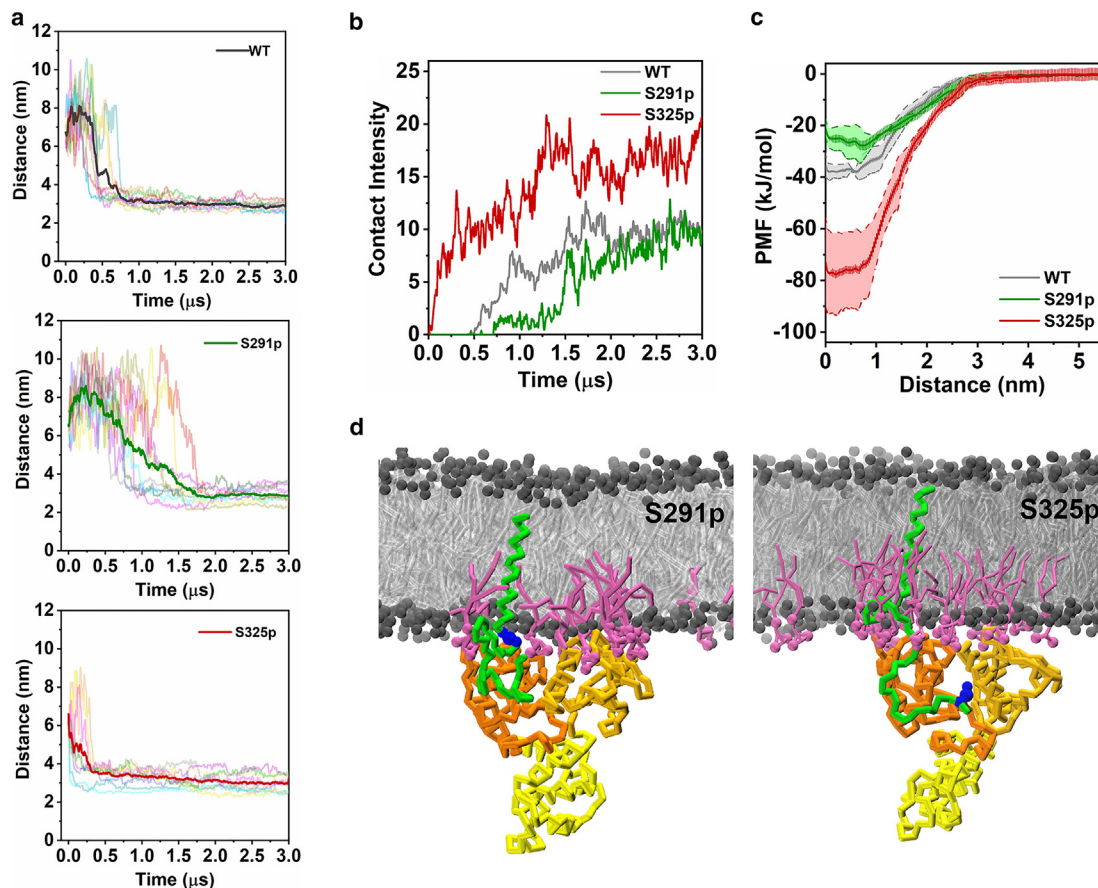 a
WT
12
10
8
6
4
2
0
Distance (nm)
0.0 0.5 1.0 1.5 2.0 2.5 3.0
Time (μs)
S291p
12
10
8
6
4
2
0
Distance (nm)
0.0 0.5 1.0 1.5 2.0 2.5 3.0
Time (μs)
S325p
12
10
8
6
4
2
0
Distance (nm)
0.0 0.5 1.0 1.5 2.0 2.5 3.0
Time (μs)
b
WT
S291p
S325p
25
20
15
10
5
0
Contact Intensity
0.0 0.5 1.0 1.5 2.0 2.5 3.0
Time (μs)
c
0
-20
-40
-60
-80
-100
PMF (kJ/mol)
WT
S291p
S325p
0 1 2 3 4 5
Distance (nm)
d
S291p
S325p